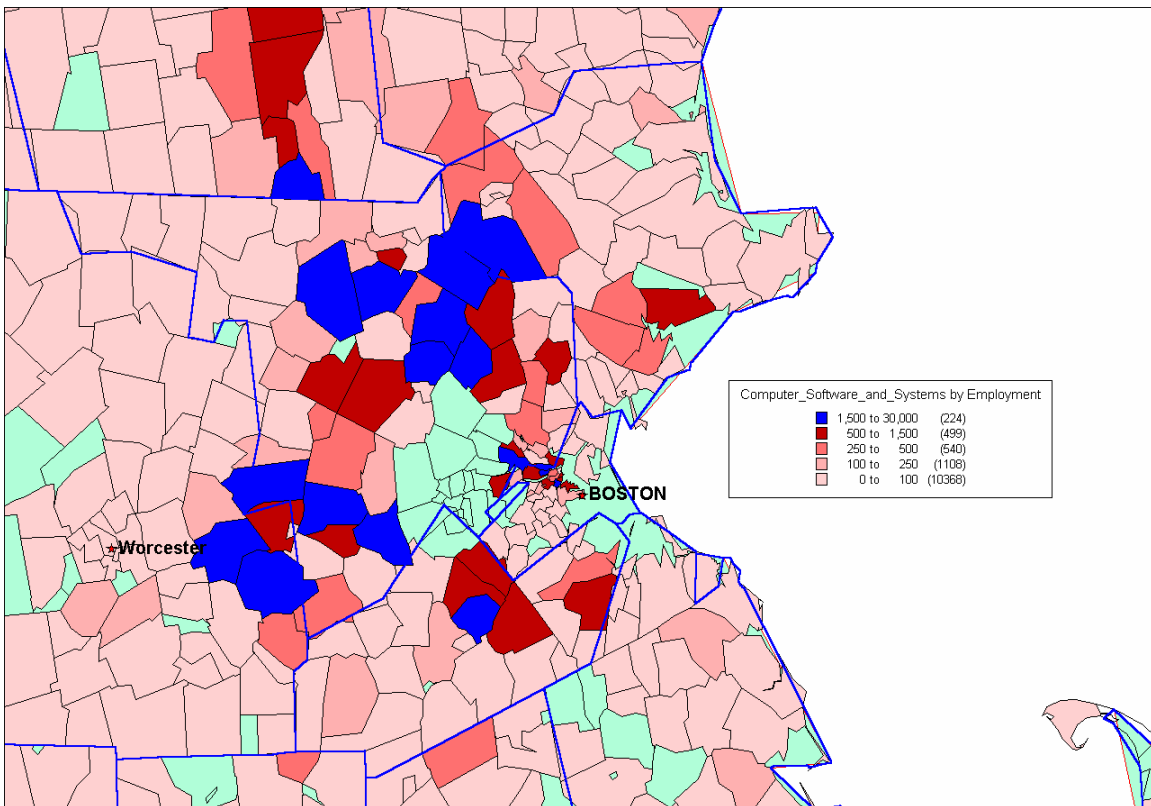 Computer_Software_and_Systems by Employment
1,500 to 30,000 (224)
500 to 1,500 (499)
250 to 500 (540)
100 to 250 (1108)
0 to 100 (10368)
BOSTON
Worcester